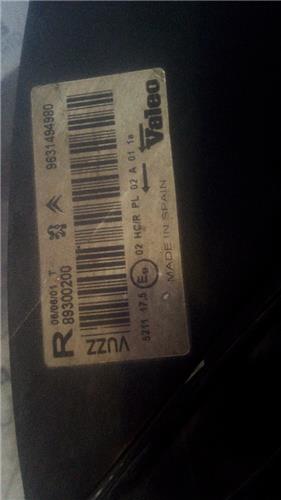 9631494980
Valeo
R
06/06/01 T
89300200
VUZZ
02 HC/R PL 02 A 01 1a
5211 17,5 E9
MADE IN SPAIN